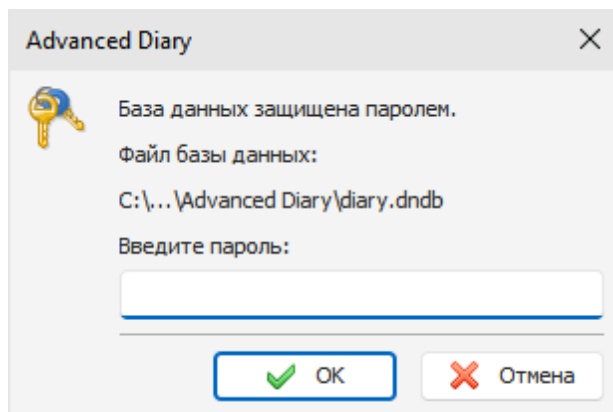 Advanced Diary
База данных защищена паролем.
Файл базы данных:
C:\...\Advanced Diary\diary.dndb
Введите пароль:
OK
Отмена